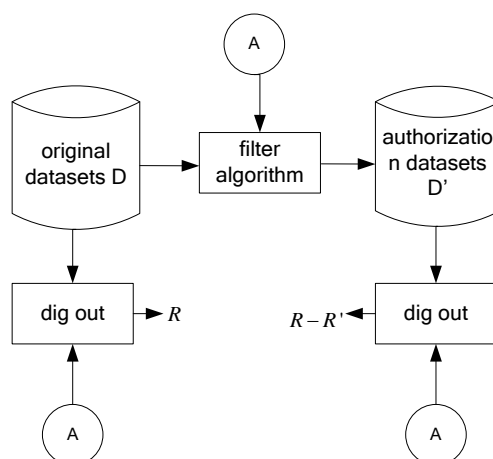 A
original
datasets D
filter
algorithm
authorizatio
n datasets
D’
dig out
R
R – R'
dig out
A
A